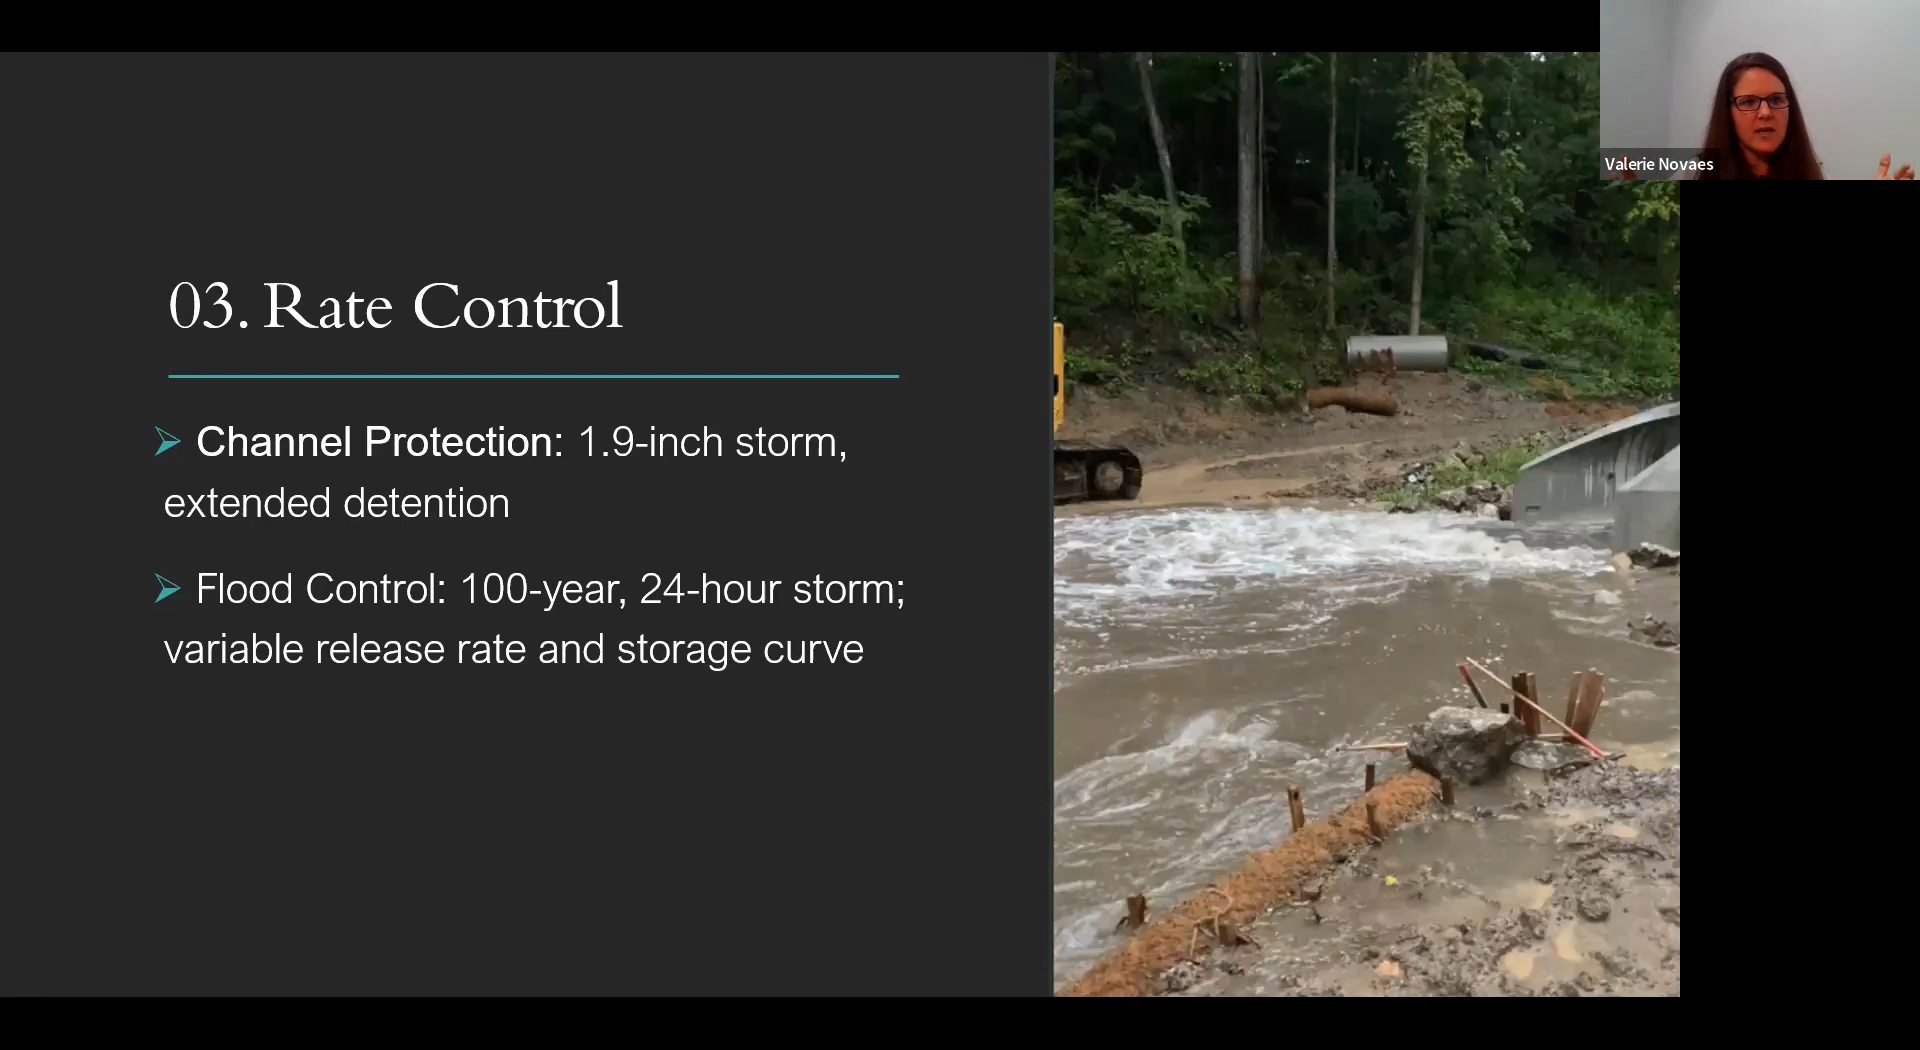 Valerie Novaes
03. Rate Control
Channel Protection: 1.9-inch storm,
extended detention
Flood Control: 100-year, 24-hour storm;
variable release rate and storage curve